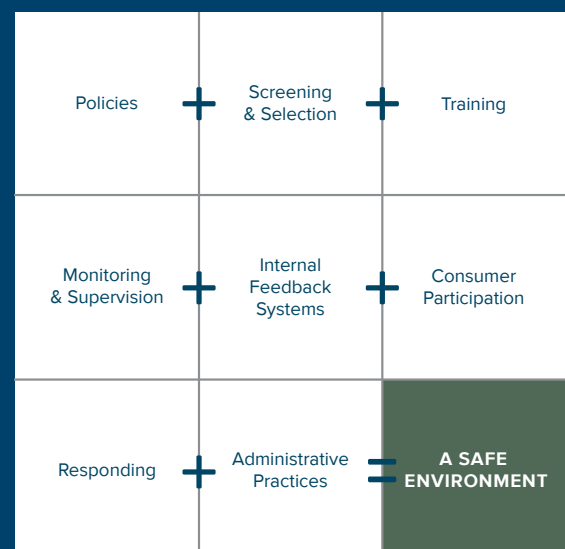 Policies
+
Screening
& Selection
+
Training
Monitoring
& Supervision
+
Internal
Feedback
Systems
+
Consumer
Participation
Responding
+
Administrative
Practices
=
A SAFE
ENVIRONMENT